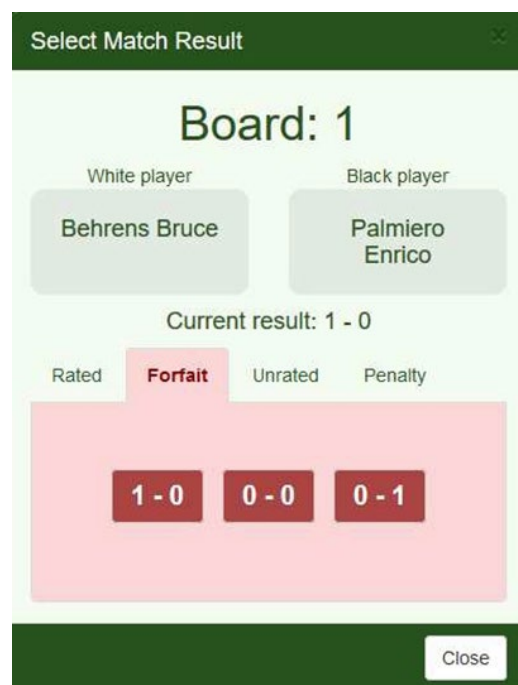 Select Match Result
×
Board: 1
White player
Black player
Behrens Bruce
Palmiero
Enrico
Current result: 1 - 0
Rated Forfait Unrated Penalty
1 - 0 0 - 0 0 - 1
Close